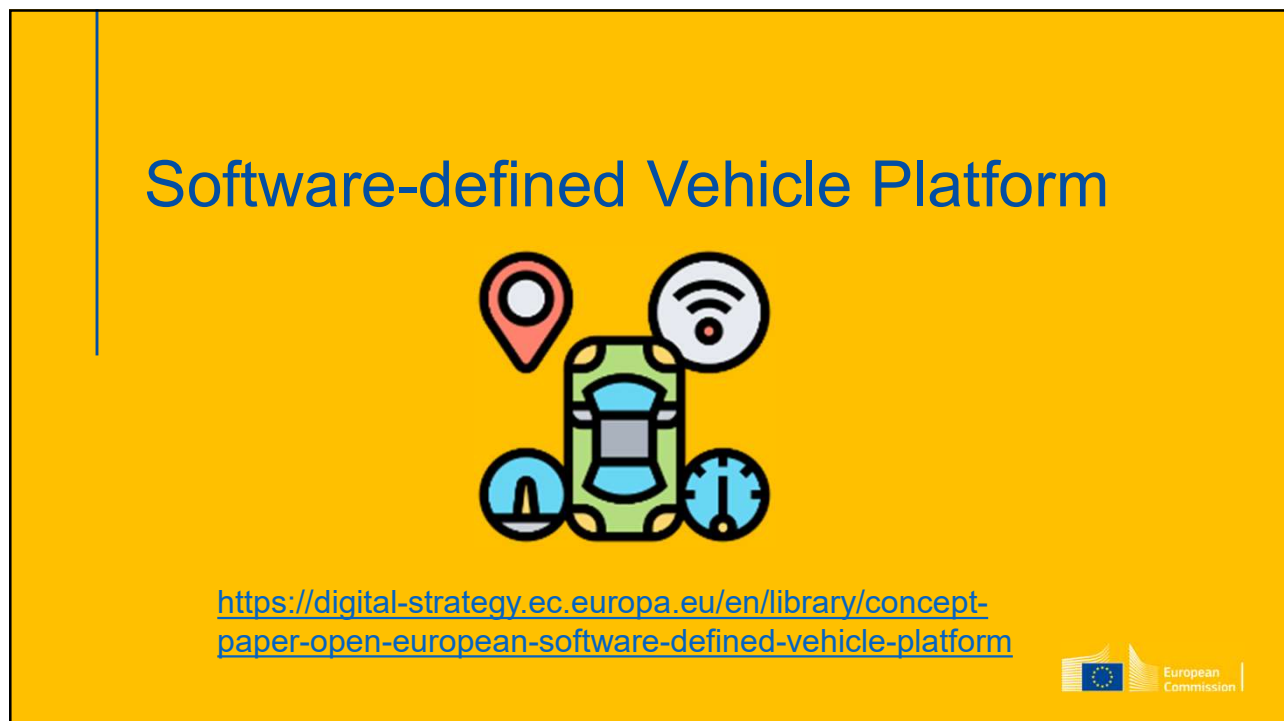 Software-defined Vehicle Platform
https://digital-strategy.ec.europa.eu/en/library/concept-
paper-open-european-software-defined-vehicle-platform
European
Commission